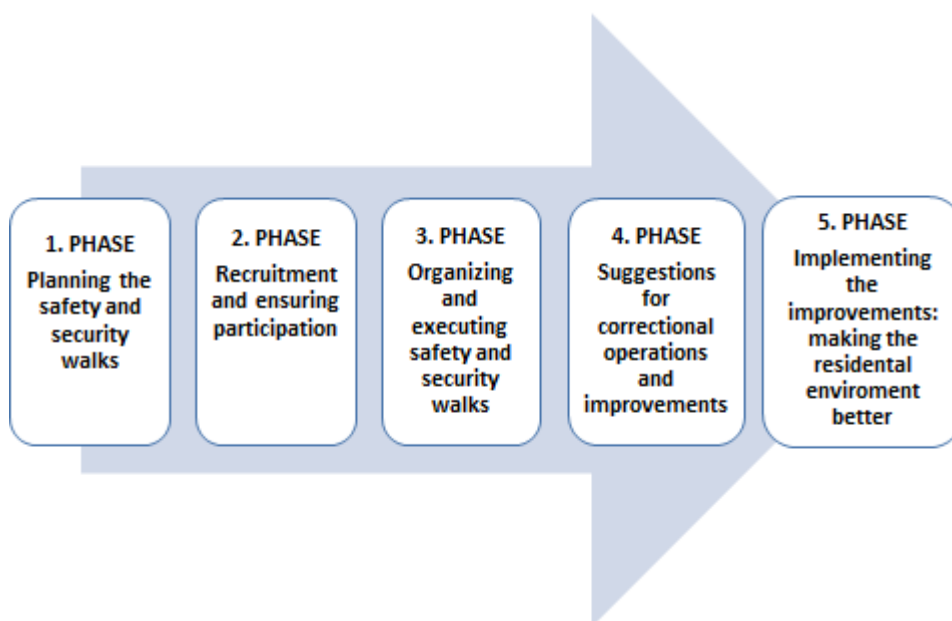 1. PHASE
Planning the
safety and
security
walks
2. PHASE
Recruitment
and ensuring
participation
3. PHASE
Organizing
and
executing
safety and
security
walks
4. PHASE
Suggestions
for
correctional
operations
and
improvements
5. PHASE
Implementing
the
improvements:
making the
residental
enviroment
better